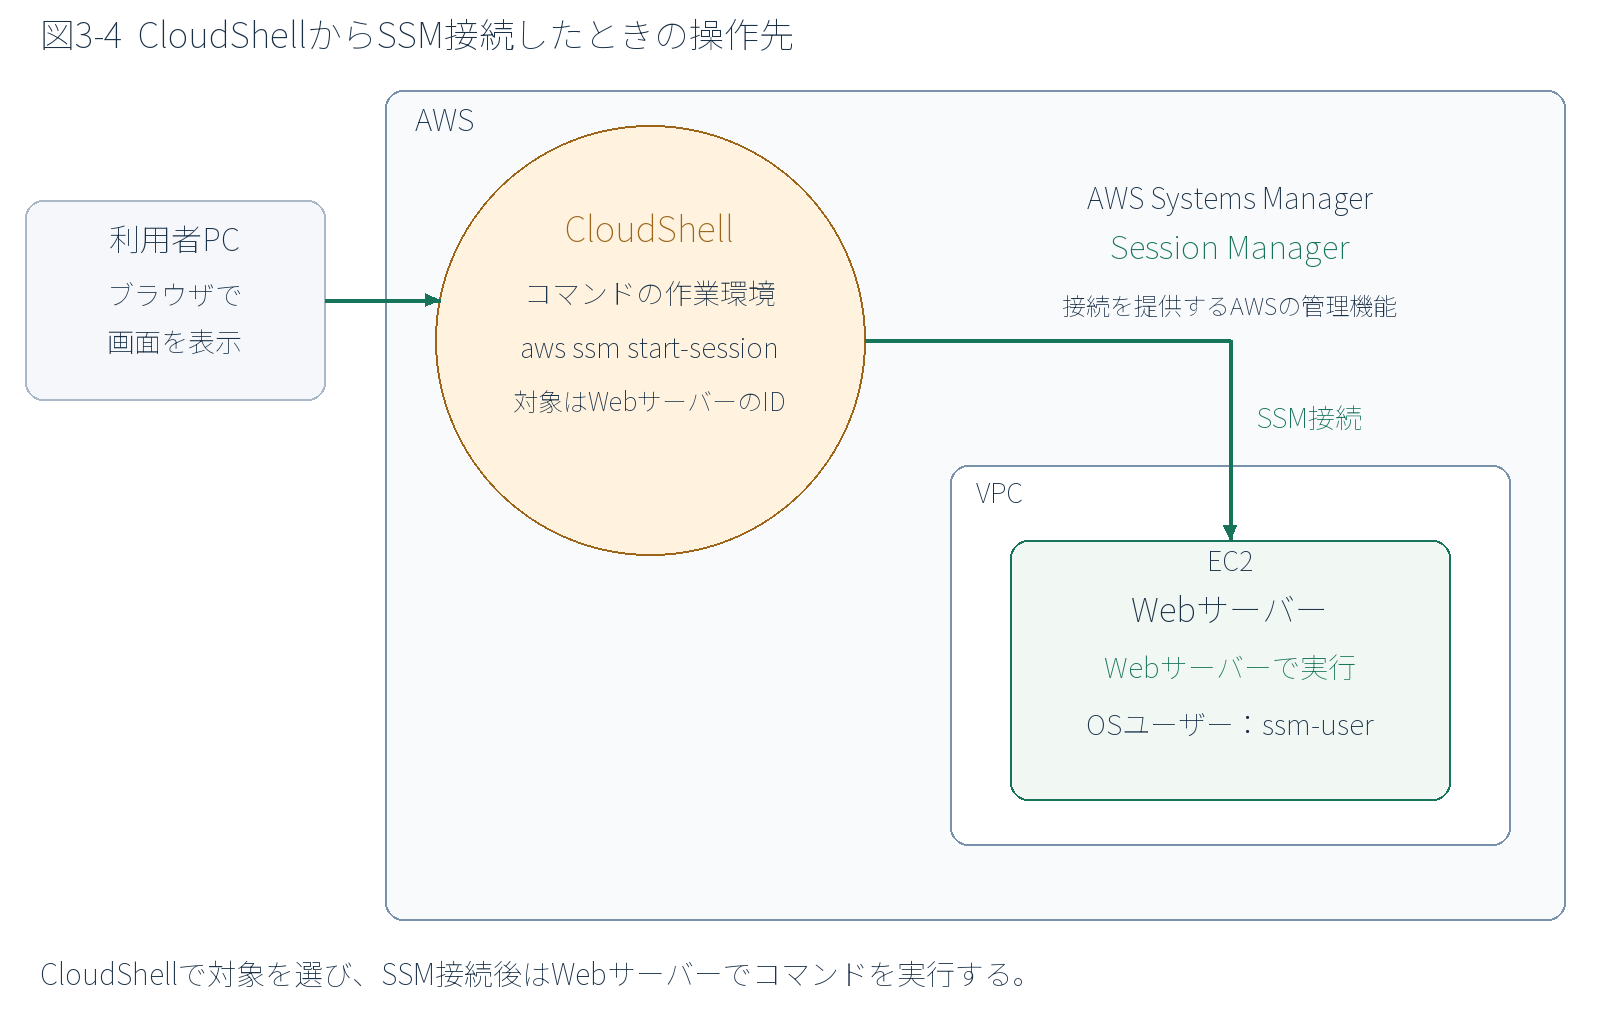 図3-4 CloudShellからSSM接続したときの操作先
AWS
利用者PC
ブラウザで
画面を表示
CloudShell
コマンドの作業環境
aws ssm start-session
対象はWebサーバーのID
AWS Systems Manager
Session Manager
接続を提供するAWSの管理機能
SSM接続
VPC
EC2
Webサーバー
Webサーバーで実行
OSユーザー：ssm-user
CloudShellで対象を選び、SSM接続後はWebサーバーでコマンドを実行する。